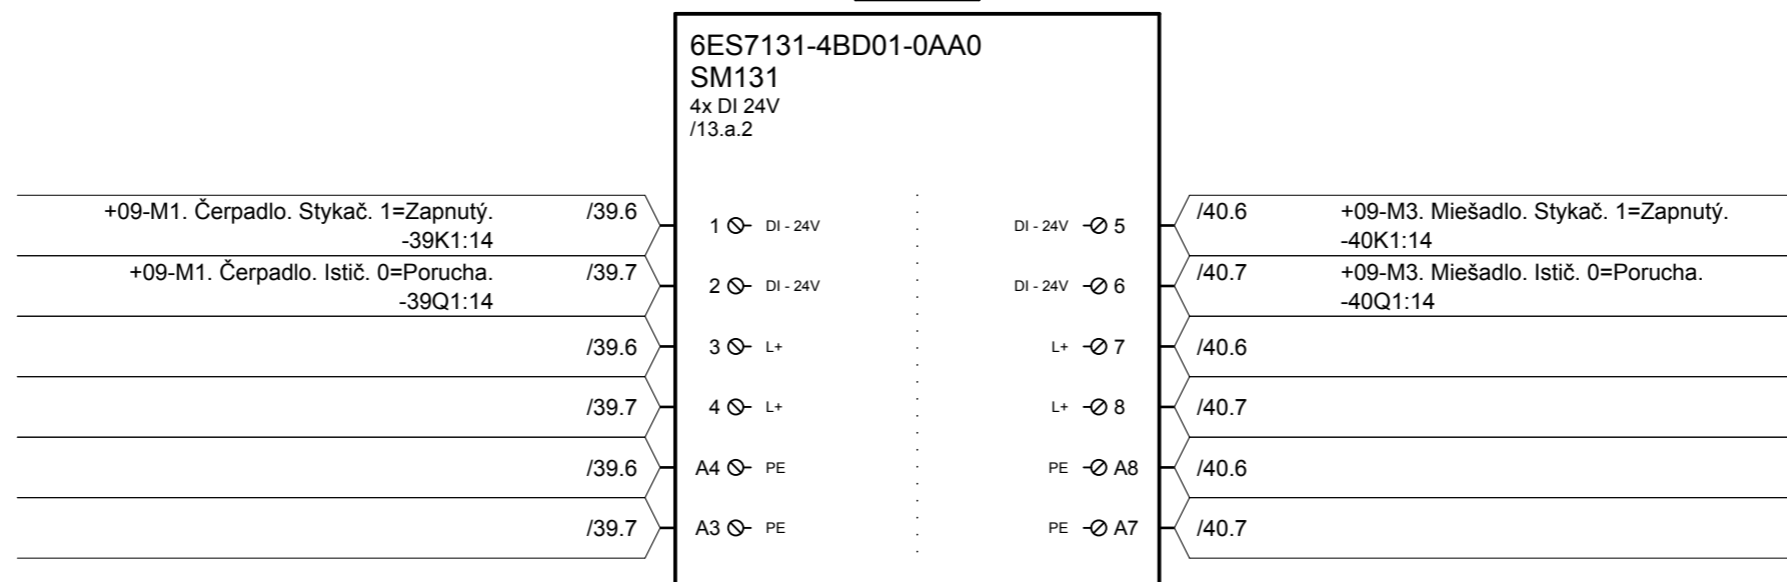 6ES7131-4BD01-0AA0
SM131
4x DI 24V
/13.a.2
+09-M1. Čerpadlo. Stykač. 1=Zapnutý. /39.6 1 DI - 24V DI - 24V 5 /40.6 +09-M3. Miešadlo. Stykač. 1=Zapnutý.
-39K1:14 -40K1:14
+09-M1. Čerpadlo. Istič. 0=Porucha. /39.7 2 DI - 24V DI - 24V 6 /40.7 +09-M3. Miešadlo. Istič. 0=Porucha.
-39Q1:14 -40Q1:14
/39.6 3 L+ L+ 7 /40.6
/39.7 4 L+ L+ 8 /40.7
/39.6 A4 PE PE A8 /40.6
/39.7 A3 PE PE A7 /40.7